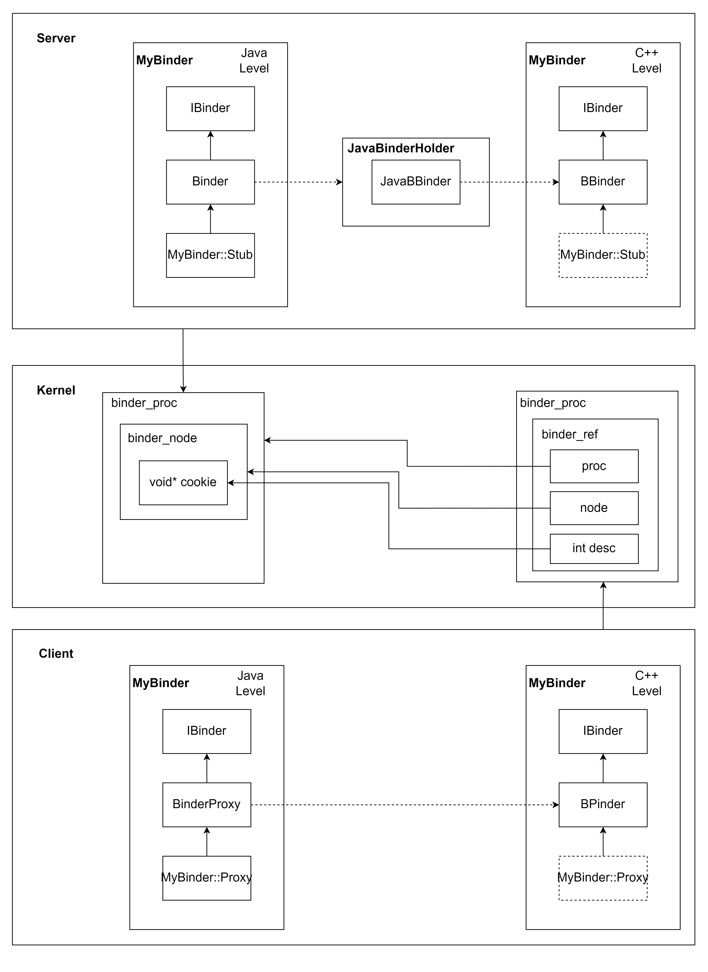 Server
MyBinder
Java
Level
IBinder
Binder
MyBinder::Stub
JavaBinderHolder
JavaBBinder
MyBinder
C++
Level
IBinder
BBinder
MyBinder::Stub
Kernel
binder_proc
binder_node
void* cookie
binder_proc
binder_ref
proc
node
int desc
Client
MyBinder
Java
Level
IBinder
BinderProxy
MyBinder::Proxy
MyBinder
C++
Level
IBinder
BPinder
MyBinder::Proxy